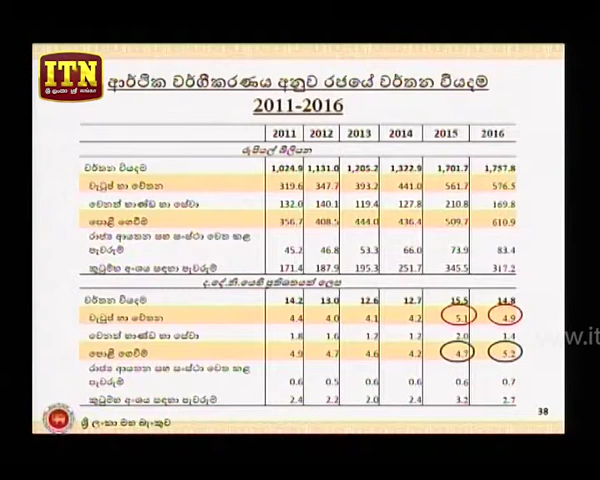 ITN
ශ්‍රී ලංකා අප් හමුවට
ආර්ථික වර්ගීකරණය අනුව රජයේ වර්තන වියදම
2011-2016
2011 2012 2013 2014 2015 2016
රුපියල් බිලියන
වර්තන වියදම 1,024.9 1,131.0 1,205.2 1,322.9 1,701.7 1,757.8
වැටුප් හා වේතන 319.6 347.7 393.2 441.0 561.7 576.5
වෙනත් භාණ්ඩ හා සේවා 132.0 140.1 119.4 127.8 210.8 169.8
පොළී ගෙවීම් 356.7 408.5 444.0 436.4 509.7 610.9
රාජ්‍ය ආයතන සහ සංස්ථා වෙත කළ
පැවරුම් 45.2 46.8 53.3 66.0 73.9 83.4
කුටුම්භ අංශය සඳහා පැවරුම් 171.4 187.9 195.3 251.7 345.5 317.2
ද.දේ.නි.යෙහි ප්‍රතිශතයක් ලෙස
වර්තන වියදම 14.2 13.0 12.6 12.7 15.5 14.8
වැටුප් හා වේතන 4.4 4.0 4.1 4.2 5.1 4.9
වෙනත් භාණ්ඩ හා සේවා 1.8 1.6 1.2 1.2 2.0 1.4
පොළී ගෙවීම් 4.9 4.7 4.6 4.2 4.7 5.2
රාජ්‍ය ආයතන සහ සංස්ථා වෙත කළ
පැවරුම් 0.6 0.5 0.6 0.6 0.6 0.7
කුටුම්භ අංශය සඳහා පැවරුම් 2.4 2.2 2.0 2.4 3.2 2.7
www.it
38
ශ්‍රී ලංකා මහ බැංකුව